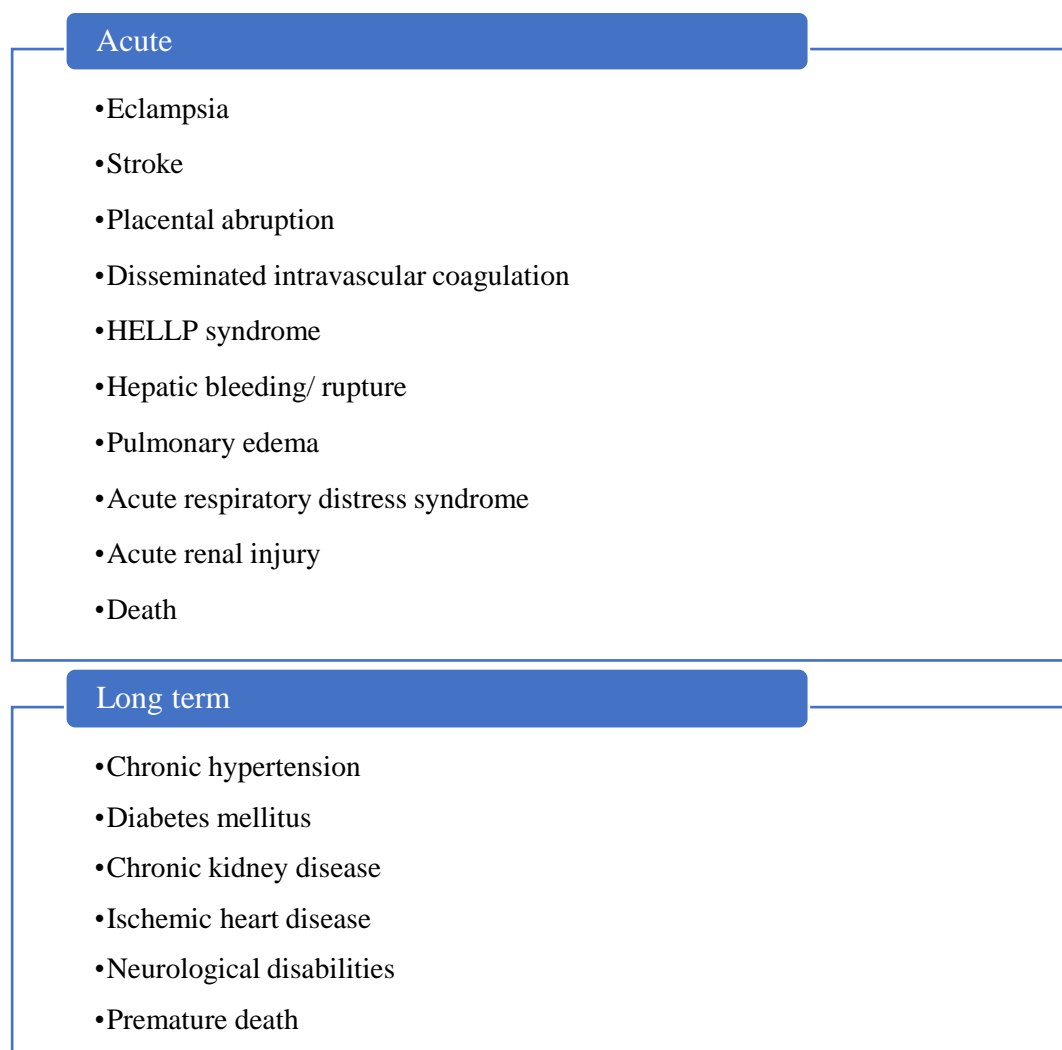 Acute
•Eclampsia
•Stroke
•Placental abruption
•Disseminated intravascular coagulation
•HELLP syndrome
•Hepatic bleeding/ rupture
•Pulmonary edema
•Acute respiratory distress syndrome
•Acute renal injury
•Death
Long term
•Chronic hypertension
•Diabetes mellitus
•Chronic kidney disease
•Ischemic heart disease
•Neurological disabilities
•Premature death